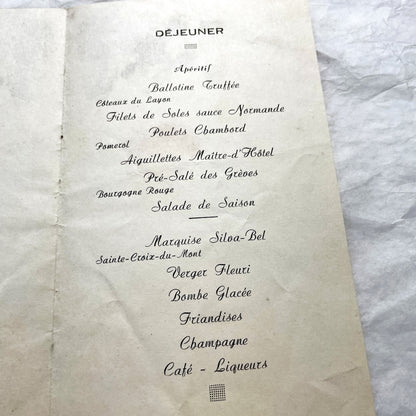 DÉJEUNER
Apéritif
Ballotine Truffée
Côteaux du Layon
Filets de Soles sauce Normande
Poulets Chambord
Pomerol
Aiguillettes Maître-d'Hôtel
Pré-Salé des Grèves
Bourgogne Rouge
Salade de Saison
Marquise Silva-Bel
Sainte-Croix-du-Mont
Verger Fleuri
Bombe Glacée
Friandises
Champagne
Café - Liqueurs